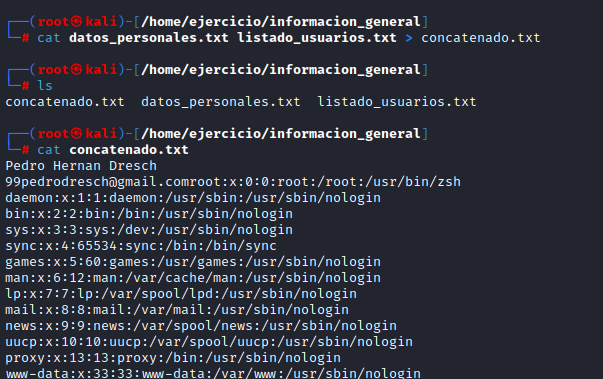 ┌──(root㉿kali)-[/home/ejercicio/informacion_general]
└─# cat datos_personales.txt listado_usuarios.txt > concatenado.txt
┌──(root㉿kali)-[/home/ejercicio/informacion_general]
└─# ls
concatenado.txt  datos_personales.txt  listado_usuarios.txt
┌──(root㉿kali)-[/home/ejercicio/informacion_general]
└─# cat concatenado.txt
Pedro Hernan Dresch
99pedrodresch@gmail.comroot:x:0:0:root:/root:/usr/bin/zsh
daemon:x:1:1:daemon:/usr/sbin:/usr/sbin/nologin
bin:x:2:2:bin:/bin:/usr/sbin/nologin
sys:x:3:3:sys:/dev:/usr/sbin/nologin
sync:x:4:65534:sync:/bin:/bin/sync
games:x:5:60:games:/usr/games:/usr/sbin/nologin
man:x:6:12:man:/var/cache/man:/usr/sbin/nologin
lp:x:7:7:lp:/var/spool/lpd:/usr/sbin/nologin
mail:x:8:8:mail:/var/mail:/usr/sbin/nologin
news:x:9:9:news:/var/spool/news:/usr/sbin/nologin
uucp:x:10:10:uucp:/var/spool/uucp:/usr/sbin/nologin
proxy:x:13:13:proxy:/bin:/usr/sbin/nologin
www-data:x:33:33:www-data:/var/www:/usr/sbin/nologin